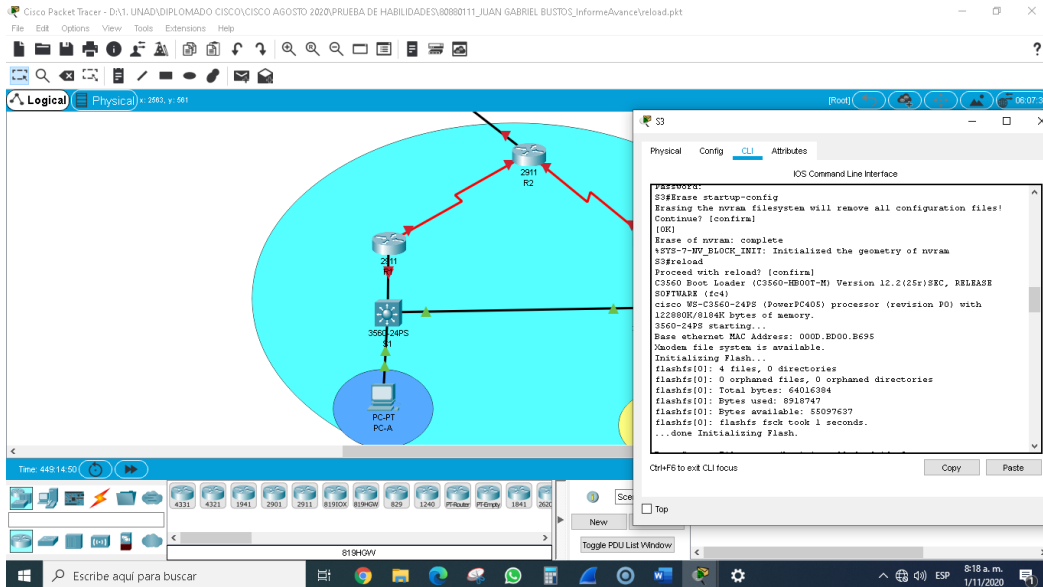 Cisco Packet Tracer - D:\1. UNAD\DIPLOMADO CISCO\CISCO AGOSTO 2020\PRUEBA DE HABILIDADES\80880111_JUAN GABRIEL BUSTOS_InformeAvance\reload.pkt
File Edit Options View Tools Extensions Help
?
Logical Physical x: 2563, y: 561
[Root]
06:07:3
2911
R2
2911
R1
3560-24PS
S1
PC-PT
PC-A
S3
Physical Config CLI Attributes
IOS Command Line Interface
Password:
S3#Erase startup-config
Erasing the nvram filesystem will remove all configuration files!
Continue? [confirm]
[OK]
Erase of nvram: complete
%SYS-7-NV_BLOCK_INIT: Initialized the geometry of nvram
S3#reload
Proceed with reload? [confirm]
C3560 Boot Loader (C3560-HBOOT-M) Version 12.2(25r)SEC, RELEASE
SOFTWARE (fc4)
cisco WS-C3560-24PS (PowerPC405) processor (revision P0) with
122880K/8184K bytes of memory.
3560-24PS starting...
Base ethernet MAC Address: 000D.BD00.B695
Xmodem file system is available.
Initializing Flash...
flashfs[0]: 4 files, 0 directories
flashfs[0]: 0 orphaned files, 0 orphaned directories
flashfs[0]: Total bytes: 64016384
flashfs[0]: Bytes used: 8918747
flashfs[0]: Bytes available: 55097637
flashfs[0]: flashfs fsck took 1 seconds.
...done Initializing Flash.
Ctrl+F6 to exit CLI focus
Copy Paste
Top
Time: 449:14:50
4331 4321 1941 2901 2911 819IOX 819HGW 829 1240 PT-Router PT-Empty 1841 2620
819HGW
Sce
New
Toggle PDU List Window
Escribe aquí para buscar
ESP
8:18 a. m.
1/11/2020